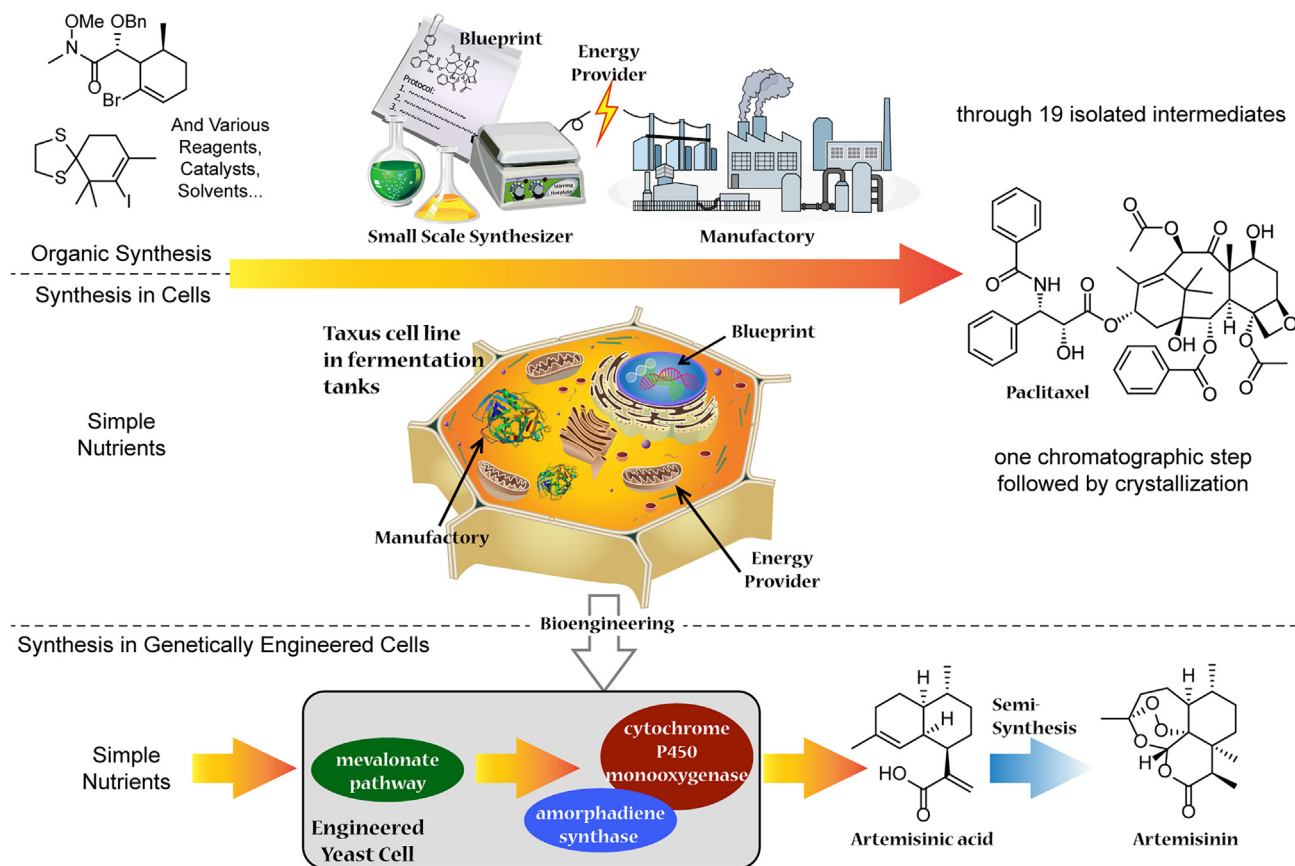 OMe
OBn
N
O
Br
S
S
I
And Various
Reagents,
Catalysts,
Solvents...
Blueprint
Protocol:
1. ~~~~~~
2. ~~~~~~~~
3. ~~~~~
Stirring
Hotplate
Small Scale Synthesizer
Energy
Provider
Manufactory
through 19 isolated intermediates
Organic Synthesis
Synthesis in Cells
O
O
O
OH
O
NH
O
O
OH
H
O
O
HO
O
O
O
O
Paclitaxel
Taxus cell line
in fermentation
tanks
Blueprint
Simple
Nutrients
Manufactory
Energy
Provider
one chromatographic step
followed by crystallization
Bioengineering
Synthesis in Genetically Engineered Cells
Simple
Nutrients
mevalonate
pathway
cytochrome
P450
monooxygenase
amorphadiene
synthase
Engineered
Yeast Cell
H
H
HO
O
Artemisinic acid
Semi-
Synthesis
H
O
O
O
H
O
O
Artemisinin